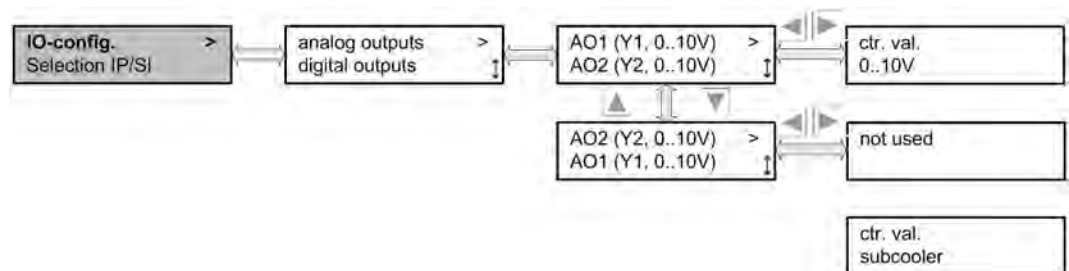 IO-config. >
Selection IP/SI
analog outputs >
digital outputs
AO1 (Y1, 0..10V) >
AO2 (Y2, 0..10V)
ctr. val.
0..10V
AO2 (Y2, 0..10V) >
AO1 (Y1, 0..10V)
not used
ctr. val.
subcooler